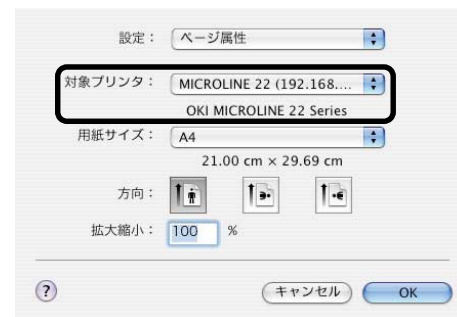 設定： ページ属性
対象プリンタ： MICROLINE 22 (192.168....
OKI MICROLINE 22 Series
用紙サイズ： A4
21.00 cm × 29.69 cm
方向：
拡大縮小： 100 %
? キャンセル OK